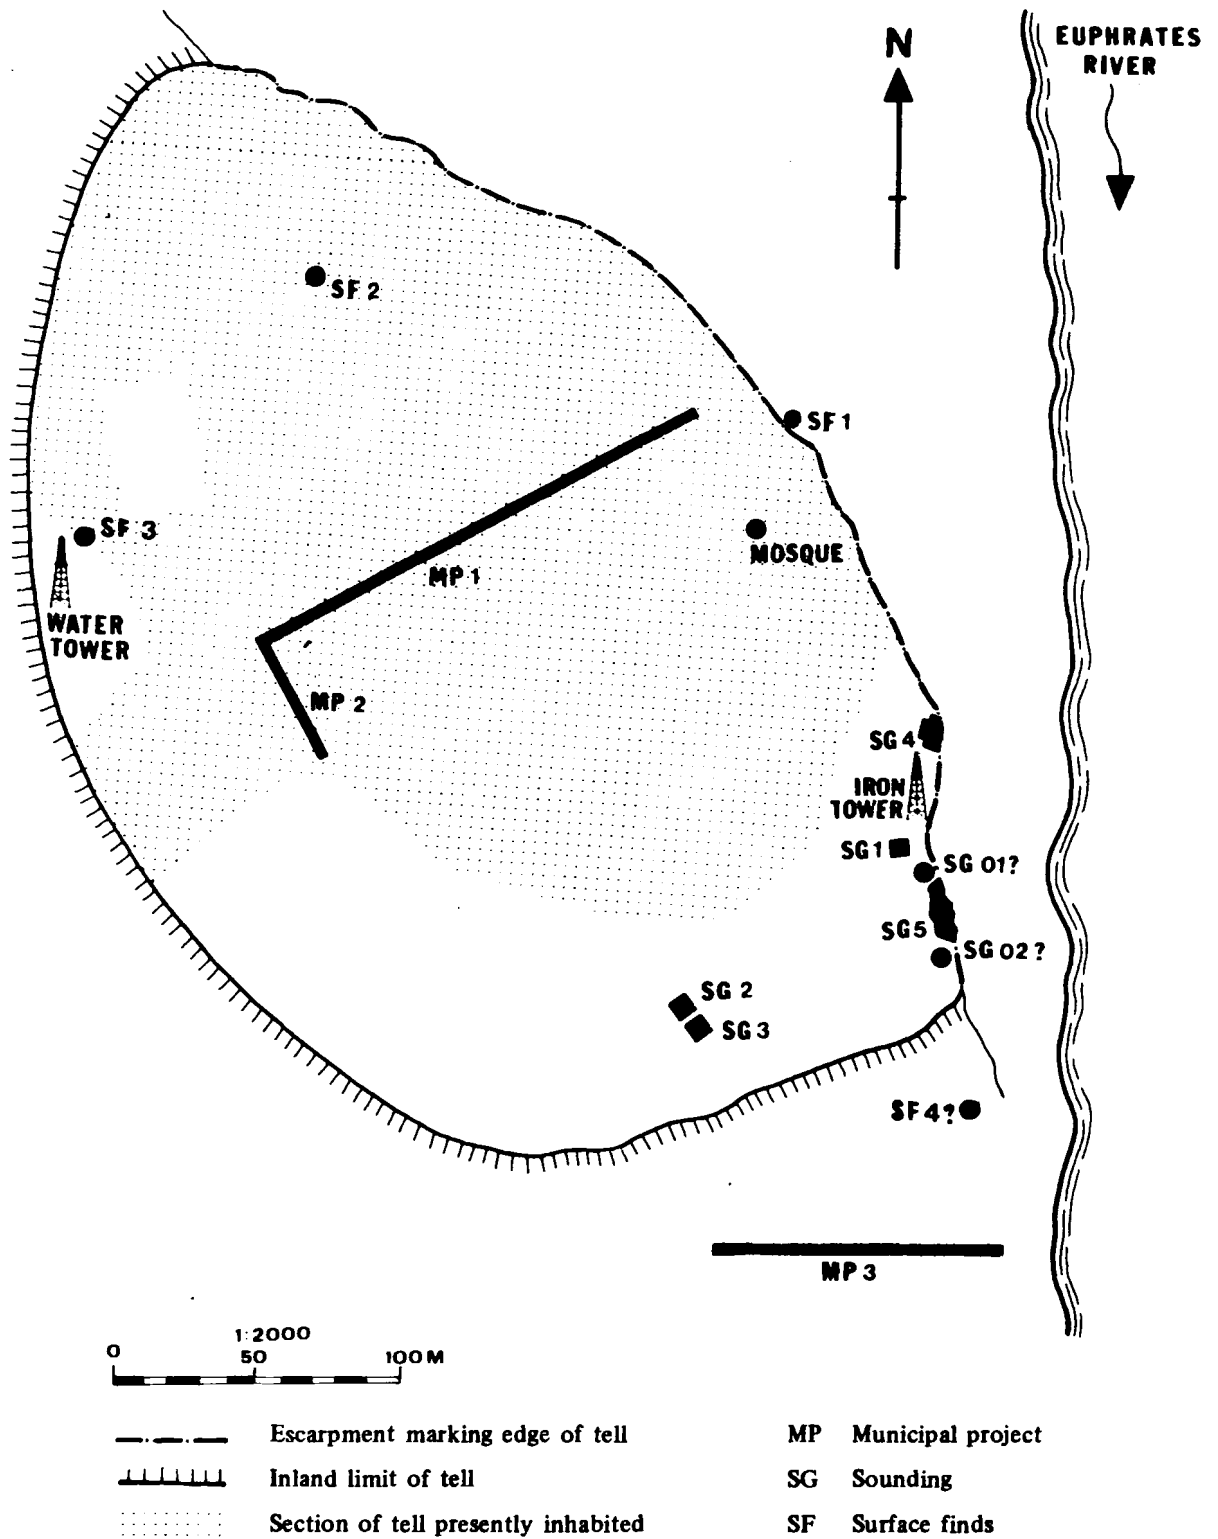 N
EUPHRATES
RIVER
SF 2
SF 1
SF 3
MOSQUE
MP 1
WATER
TOWER
MP 2
SG 4
IRON
TOWER
SG 1
SG 01?
SG 5
SG 02?
SG 2
SG 3
SF 4?
MP 3
1:2000
0 50 100 M
Escarpment marking edge of tell
Inland limit of tell
Section of tell presently inhabited
MP Municipal project
SG Sounding
SF Surface finds